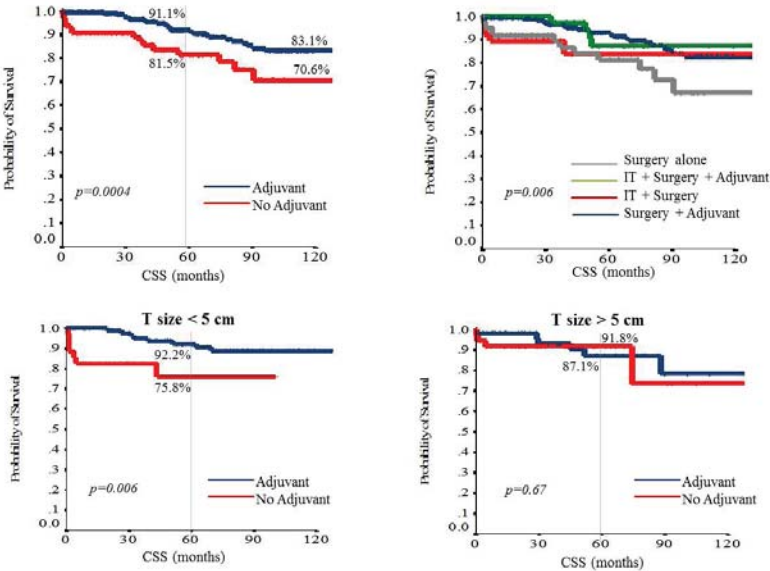 1.0
.9
.8
.7
.6
.5
.4
.3
.2
.1
0.0
Probability of Survival
91.1%
83.1%
81.5%
70.6%
p=0.0004
Adjuvant
No Adjuvant
0 30 60 90 120
CSS (months)
1.0
.9
.8
.7
.6
.5
.4
.3
.2
.1
0.0
Probability of Survival)
Surgery alone
IT + Surgery + Adjuvant
IT + Surgery
Surgery + Adjuvant
p=0.006
0 30 60 90 120
CSS (months)
T size < 5 cm
1.0
.9
.8
.7
.6
.5
.4
.3
.2
.1
0.0
Probability of Survival
92.2%
75.8%
p=0.006
Adjuvant
No Adjuvant
0 30 60 90 120
CSS (months)
T size > 5 cm
1.0
.9
.8
.7
.6
.5
.4
.3
.2
.1
0.0
Probability of Survival
91.8%
87.1%
p=0.67
Adjuvant
No Adjuvant
0 30 60 90 120
CSS (months)